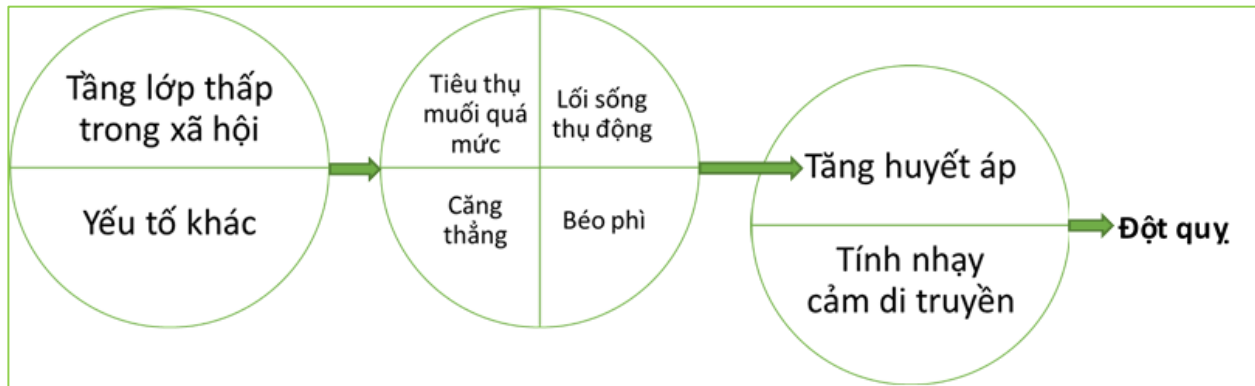 Tầng lớp thấp
trong xã hội
Yếu tố khác
Tiêu thụ
muối quá
mức
Lối sống
thụ động
Căng
thẳng
Béo phì
Tăng huyết áp
Tính nhạy
cảm di truyền
Đột quỵ